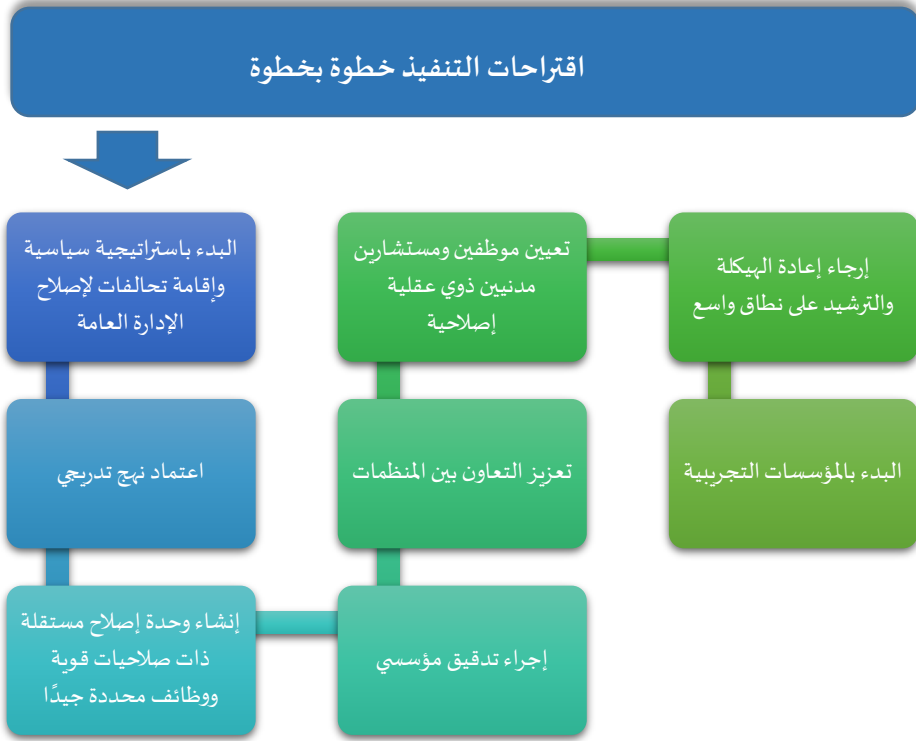 اقتراحات التنفيذ خطوة بخطوة
البدء باستراتيجية سياسية
وإقامة تحالفات لإصلاح
الإدارة العامة
اعتماد نهج تدريجي
إنشاء وحدة إصلاح مستقلة
ذات صلاحيات قوية
ووظائف محددة جيدًا
إجراء تدقيق مؤسسي
تعزيز التعاون بين المنظمات
تعيين موظفين ومستشارين
مدنيين ذوي عقلية
إصلاحية
إرجاء إعادة الهيكلة
والترشيد على نطاق واسع
البدء بالمؤسسات التجريبية